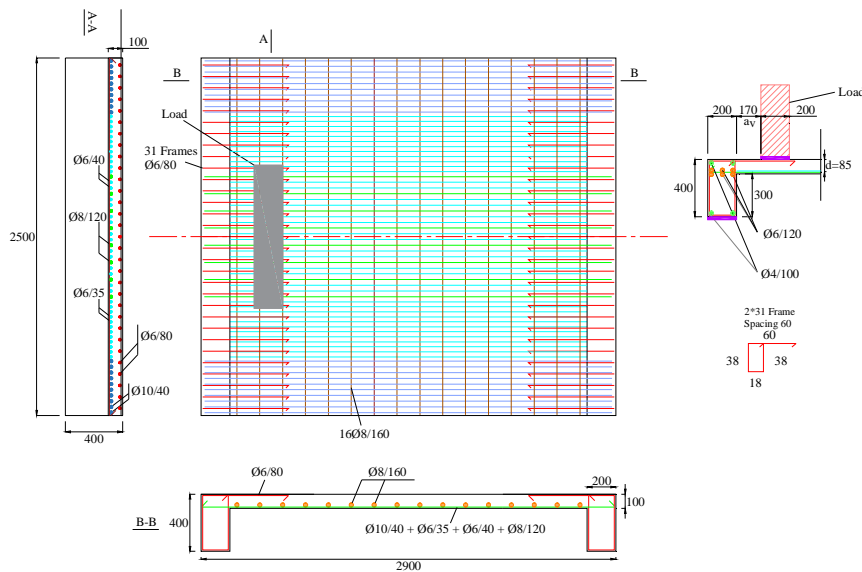 A-A
100
A
B
B
Load
31 Frames
Ø6/80
Ø6/40
Ø8/120
Ø6/35
2500
Ø6/80
Ø10/40
400
16Ø8/160
Load
200
170
200
av
d=85
400
300
Ø6/120
Ø4/100
2*31 Frame
Spacing 60
60
38
38
18
Ø6/80
Ø8/160
200
100
B-B
400
Ø10/40 + Ø6/35 + Ø6/40 + Ø8/120
2900